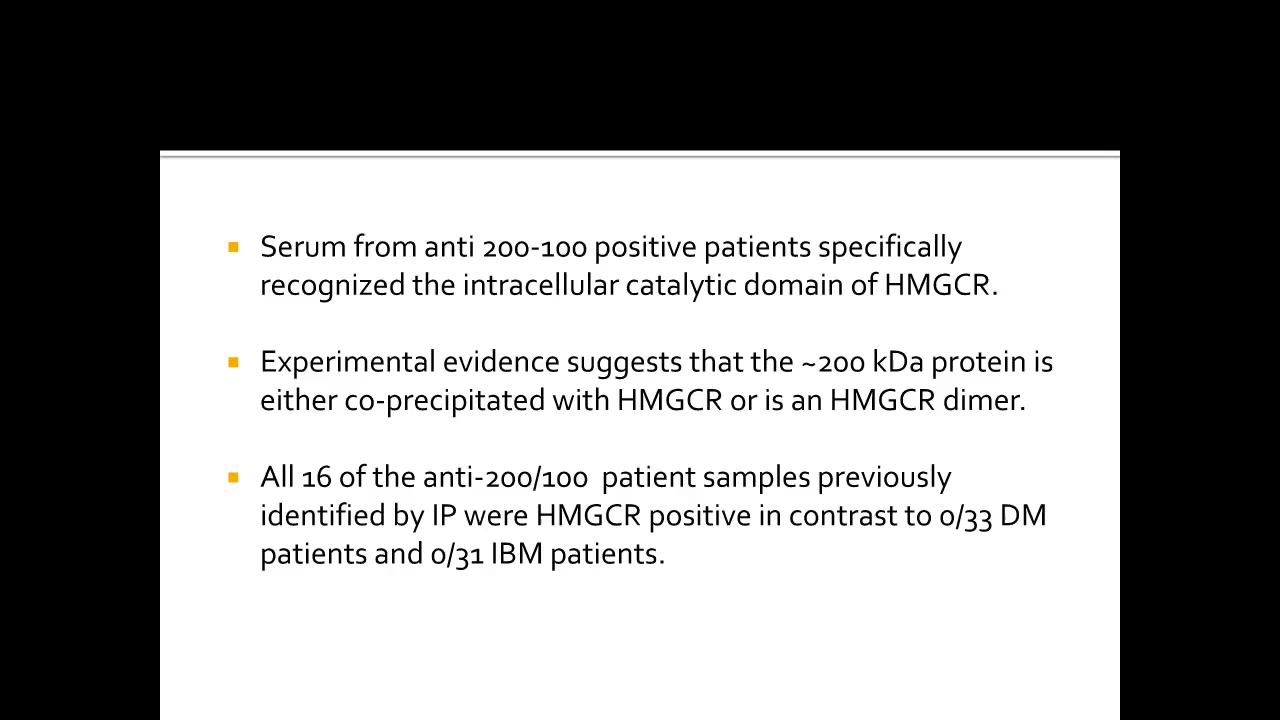 ▪ Serum from anti 200-100 positive patients specifically
recognized the intracellular catalytic domain of HMGCR.
▪ Experimental evidence suggests that the ~200 kDa protein is
either co-precipitated with HMGCR or is an HMGCR dimer.
▪ All 16 of the anti-200/100  patient samples previously
identified by IP were HMGCR positive in contrast to 0/33 DM
patients and 0/31 IBM patients.